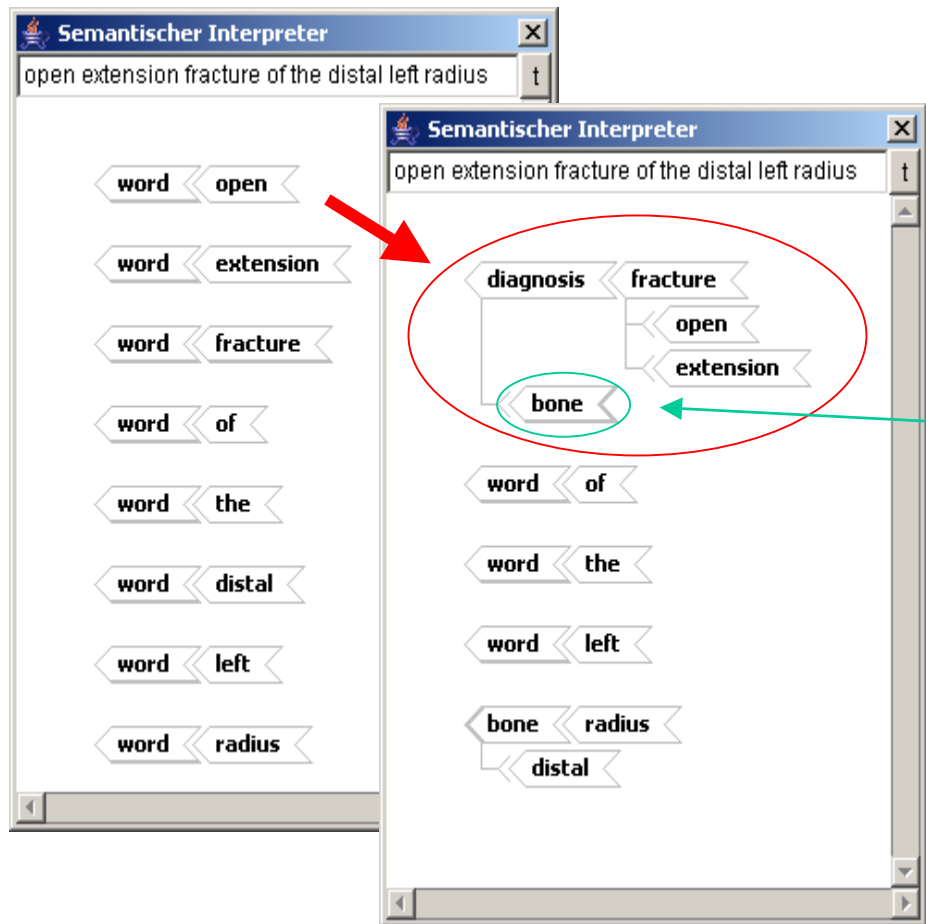 Semantischer Interpreter
open extension fracture of the distal left radius t
word open
word extension
word fracture
word of
word the
word distal
word left
word radius
Semantischer Interpreter
open extension fracture of the distal left radius t
diagnosis fracture
open
extension
bone
word of
word the
word left
bone radius
distal